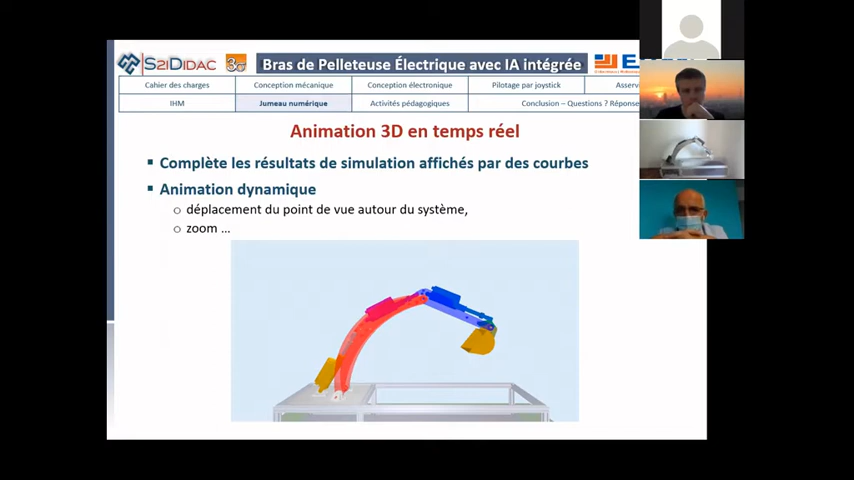 S2IDIDAC
3σ
Bras de Pelleteuse Électrique avec IA intégrée
Cahier des charges
Conception mécanique
Conception électronique
Pilotage par joystick
IHM
Jumeau numérique
Activités pédagogiques
Conclusion – Questions ? Réponse
Animation 3D en temps réel
▪ Complète les résultats de simulation affichés par des courbes
▪ Animation dynamique
o déplacement du point de vue autour du système,
o zoom ...